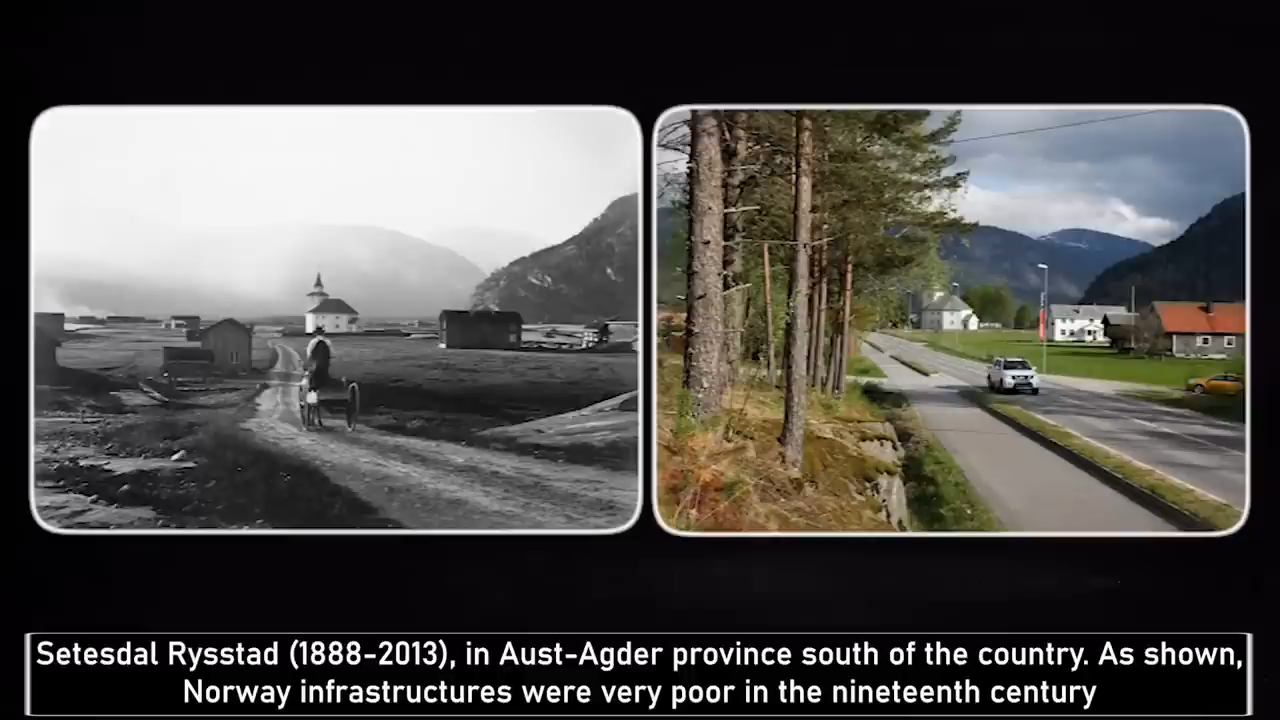 Setesdal Rysstad (1888-2013), in Aust-Agder province south of the country. As shown,
Norway infrastructures were very poor in the nineteenth century